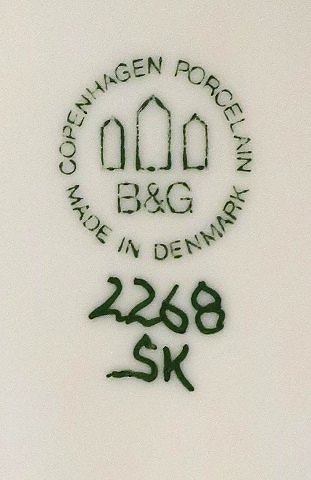 COPENHAGEN PORCELAIN
B&G
MADE IN DENMARK
2268
SK